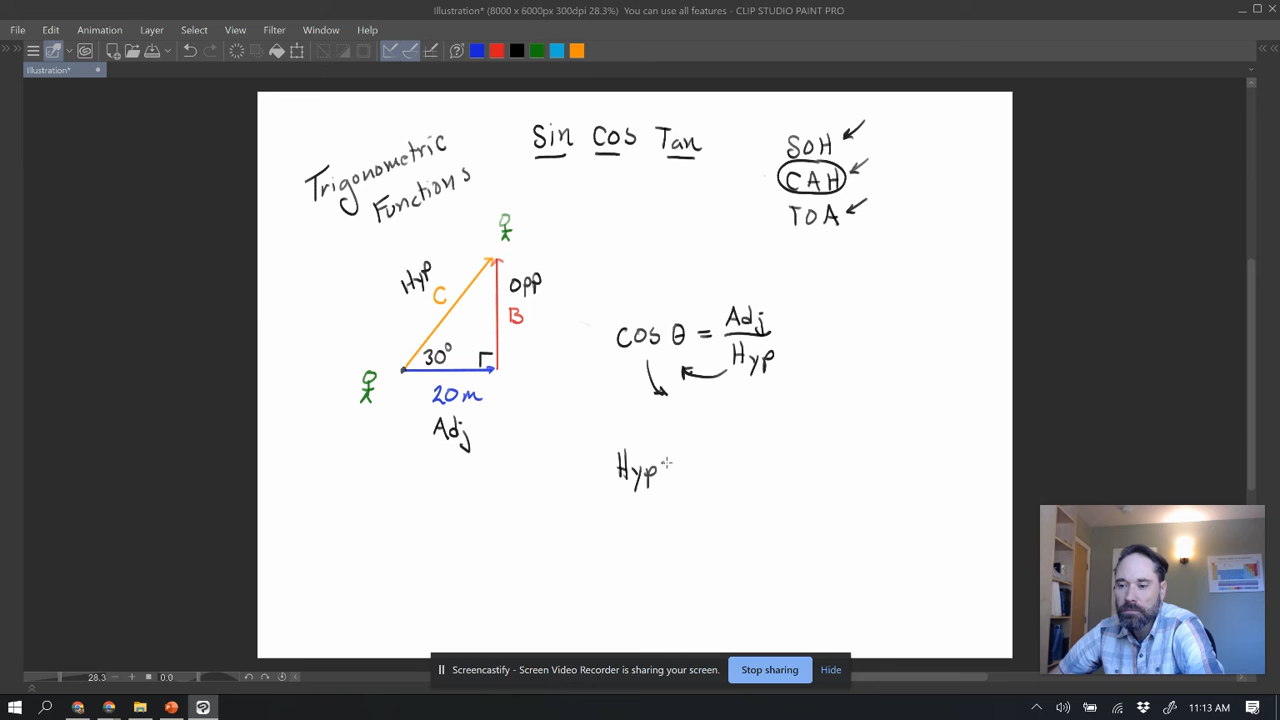 Illustration* (8000 x 6000px 300dpi 28.3%) You can use all features - CLIP STUDIO PAINT PRO
File Edit Animation Layer Select View Filter Window Help
Illustration*
Trigonometric
Functions
Sin Cos Tan
SOH
CAH
TOA
Hyp
C
Opp
B
30°
20m
Adj
Cos θ = Adj
Hyp
Hyp
Screencastify - Screen Video Recorder is sharing your screen. Stop sharing Hide
28.3 0.0
11:13 AM